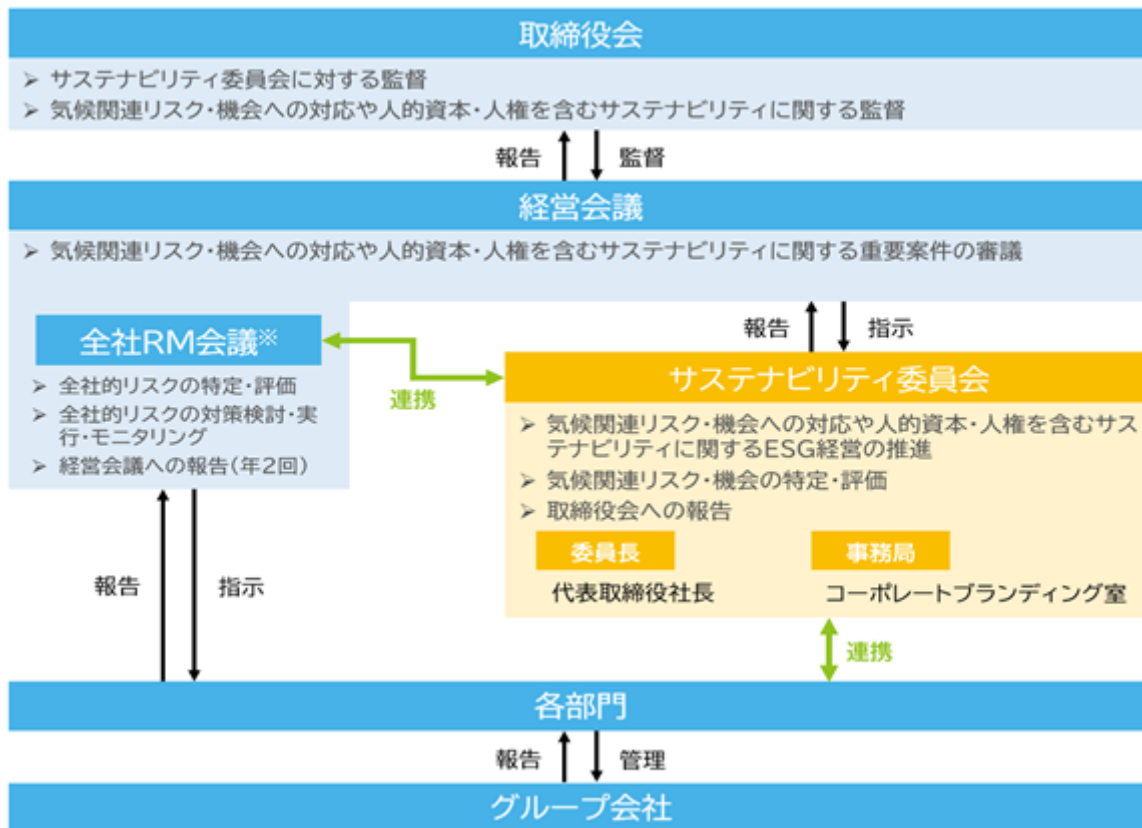 取締役会
➢ サステナビリティ委員会に対する監督
➢ 気候関連リスク・機会への対応や人的資本・人権を含むサステナビリティに関する監督
報告 監督
経営会議
➢ 気候関連リスク・機会への対応や人的資本・人権を含むサステナビリティに関する重要案件の審議
報告 指示
全社RM会議※
➢ 全社的リスクの特定・評価
➢ 全社的リスクの対策検討・実
行・モニタリング
➢ 経営会議への報告(年2回)
連携
サステナビリティ委員会
➢ 気候関連リスク・機会への対応や人的資本・人権を含むサス
テナビリティに関するESG経営の推進
➢ 気候関連リスク・機会の特定・評価
➢ 取締役会への報告
委員長 事務局
代表取締役社長 コーポレートブランディング室
報告 指示
連携
各部門
報告 管理
グループ会社